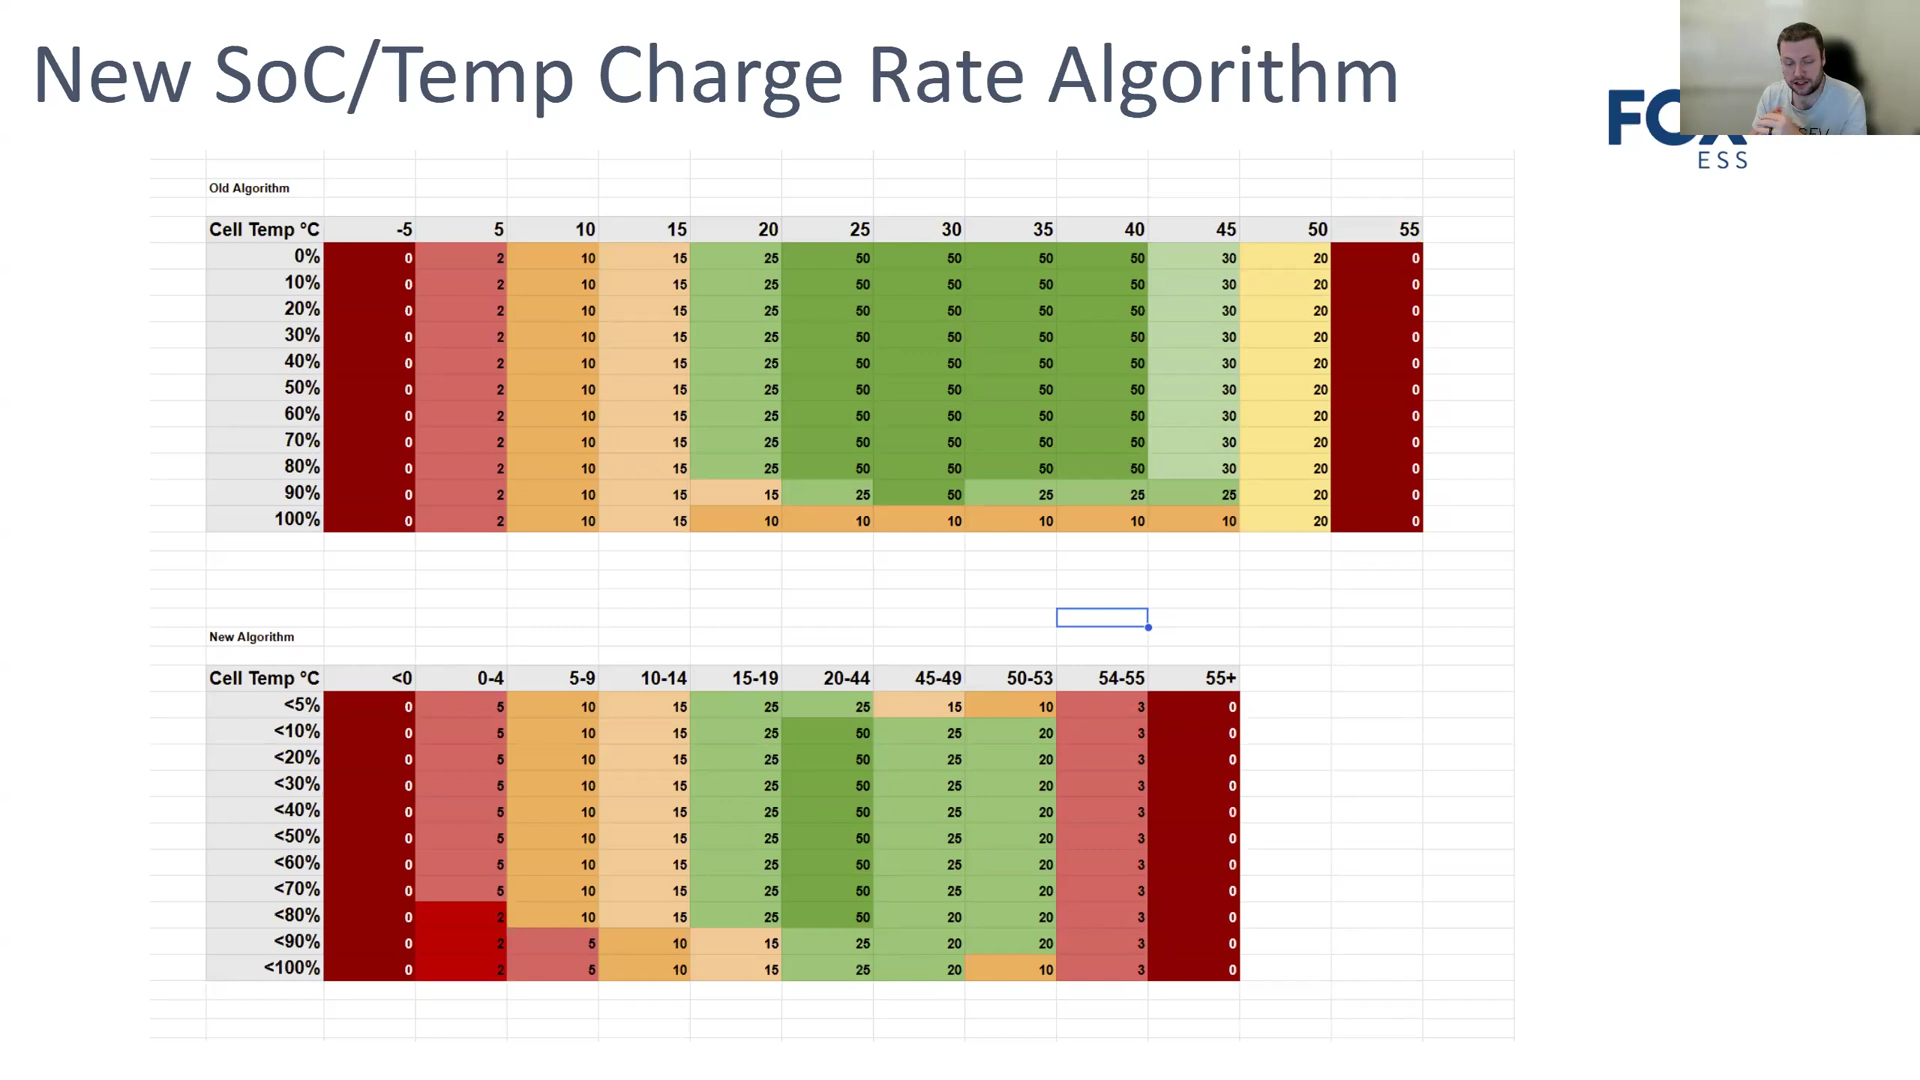 New SoC/Temp Charge Rate Algorithm
FOX
ESS
Old Algorithm
Cell Temp °C -5 5 10 15 20 25 30 35 40 45 50 55
0% 0 2 10 15 25 50 50 50 50 30 20 0
10% 0 2 10 15 25 50 50 50 50 30 20 0
20% 0 2 10 15 25 50 50 50 50 30 20 0
30% 0 2 10 15 25 50 50 50 50 30 20 0
40% 0 2 10 15 25 50 50 50 50 30 20 0
50% 0 2 10 15 25 50 50 50 50 30 20 0
60% 0 2 10 15 25 50 50 50 50 30 20 0
70% 0 2 10 15 25 50 50 50 50 30 20 0
80% 0 2 10 15 25 50 50 50 50 30 20 0
90% 0 2 10 15 15 25 50 25 25 25 20 0
100% 0 2 10 15 10 10 10 10 10 10 20 0
New Algorithm
Cell Temp °C <0 0-4 5-9 10-14 15-19 20-44 45-49 50-53 54-55 55+
<5% 0 5 10 15 25 25 15 10 3 0
<10% 0 5 10 15 25 50 25 20 3 0
<20% 0 5 10 15 25 50 25 20 3 0
<30% 0 5 10 15 25 50 25 20 3 0
<40% 0 5 10 15 25 50 25 20 3 0
<50% 0 5 10 15 25 50 25 20 3 0
<60% 0 5 10 15 25 50 25 20 3 0
<70% 0 5 10 15 25 50 25 20 3 0
<80% 0 2 10 15 25 50 20 20 3 0
<90% 0 2 5 10 15 25 20 20 3 0
<100% 0 2 5 10 15 25 20 10 3 0